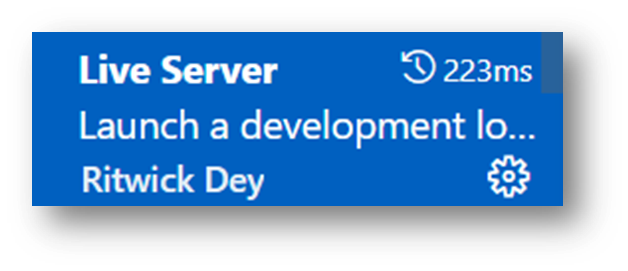 Live Server 223ms
Launch a development lo...
Ritwick Dey